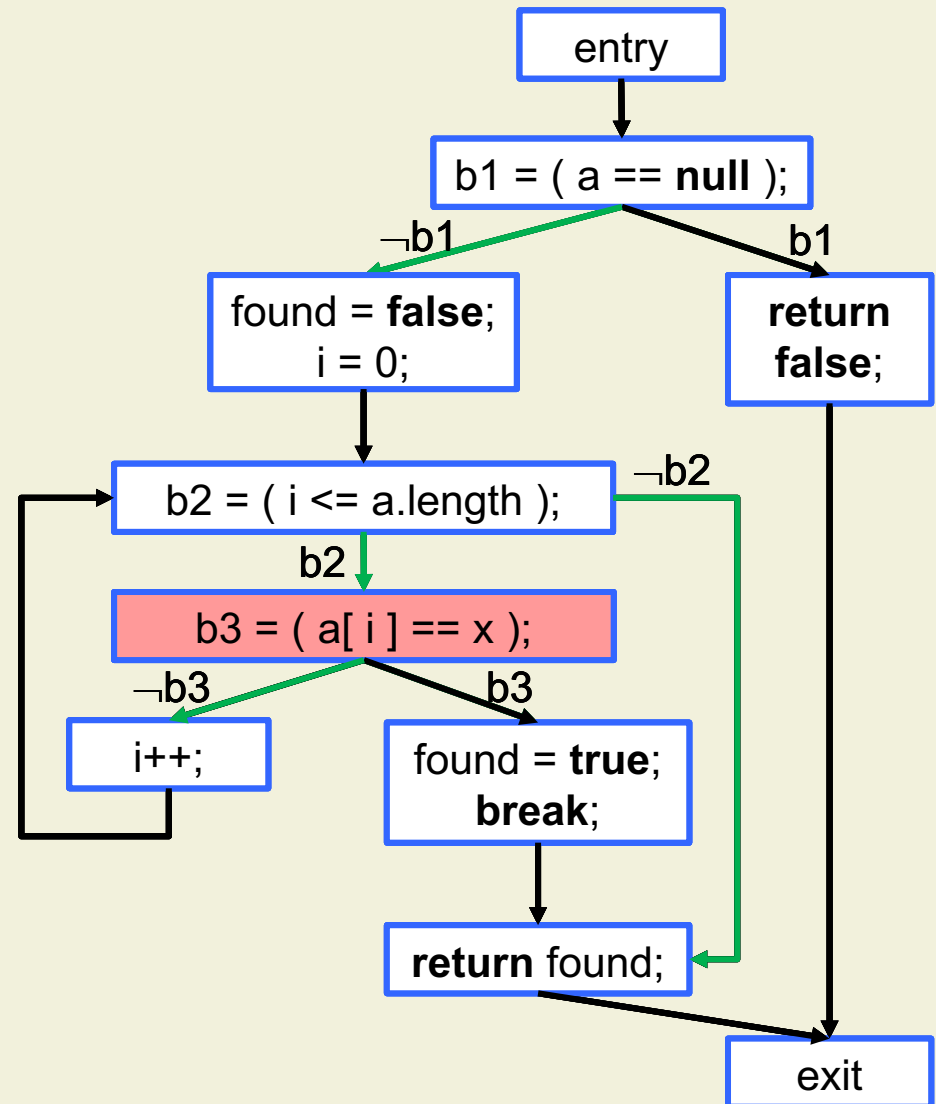 entry
b1 = ( a == null );
¬b1
b1
found = false;
i = 0;
return
false;
b2 = ( i <= a.length );
¬b2
b2
b3 = ( a[ i ] == x );
¬b3
b3
i++;
found = true;
break;
return found;
exit